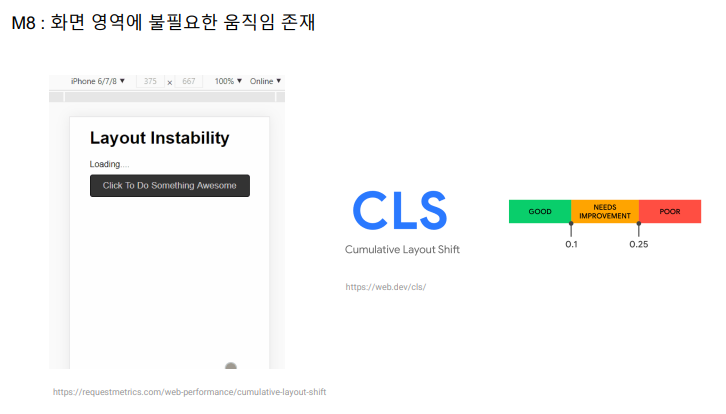 M8 : 화면 영역에 불필요한 움직임 존재
iPhone 6/7/8 ▼ 375 x 667 100% ▼ Online ▼
Layout Instability
Loading....
Click To Do Something Awesome
CLS
Cumulative Layout Shift
https://web.dev/cls/
GOOD
NEEDS
IMPROVEMENT
POOR
0.1
0.25
https://requestmetrics.com/web-performance/cumulative-layout-shift